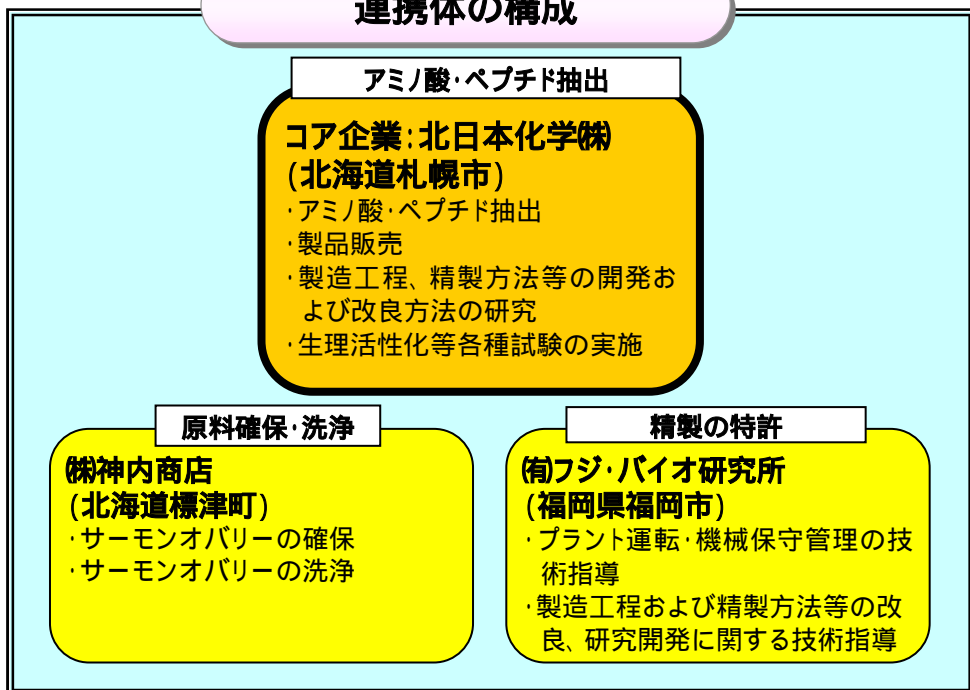 連携体の構成
アミノ酸・ペプチド抽出
コア企業:北日本化学㈱
(北海道札幌市)
・アミノ酸・ペプチド抽出
・製品販売
・製造工程、精製方法等の開発お
よび改良方法の研究
・生理活性化等各種試験の実施
原料確保・洗浄
㈱神内商店
(北海道標津町)
・サーモンオバリーの確保
・サーモンオバリーの洗浄
精製の特許
㈲フジ・バイオ研究所
(福岡県福岡市)
・プラント運転・機械保守管理の技
術指導
・製造工程および精製方法等の改
良、研究開発に関する技術指導